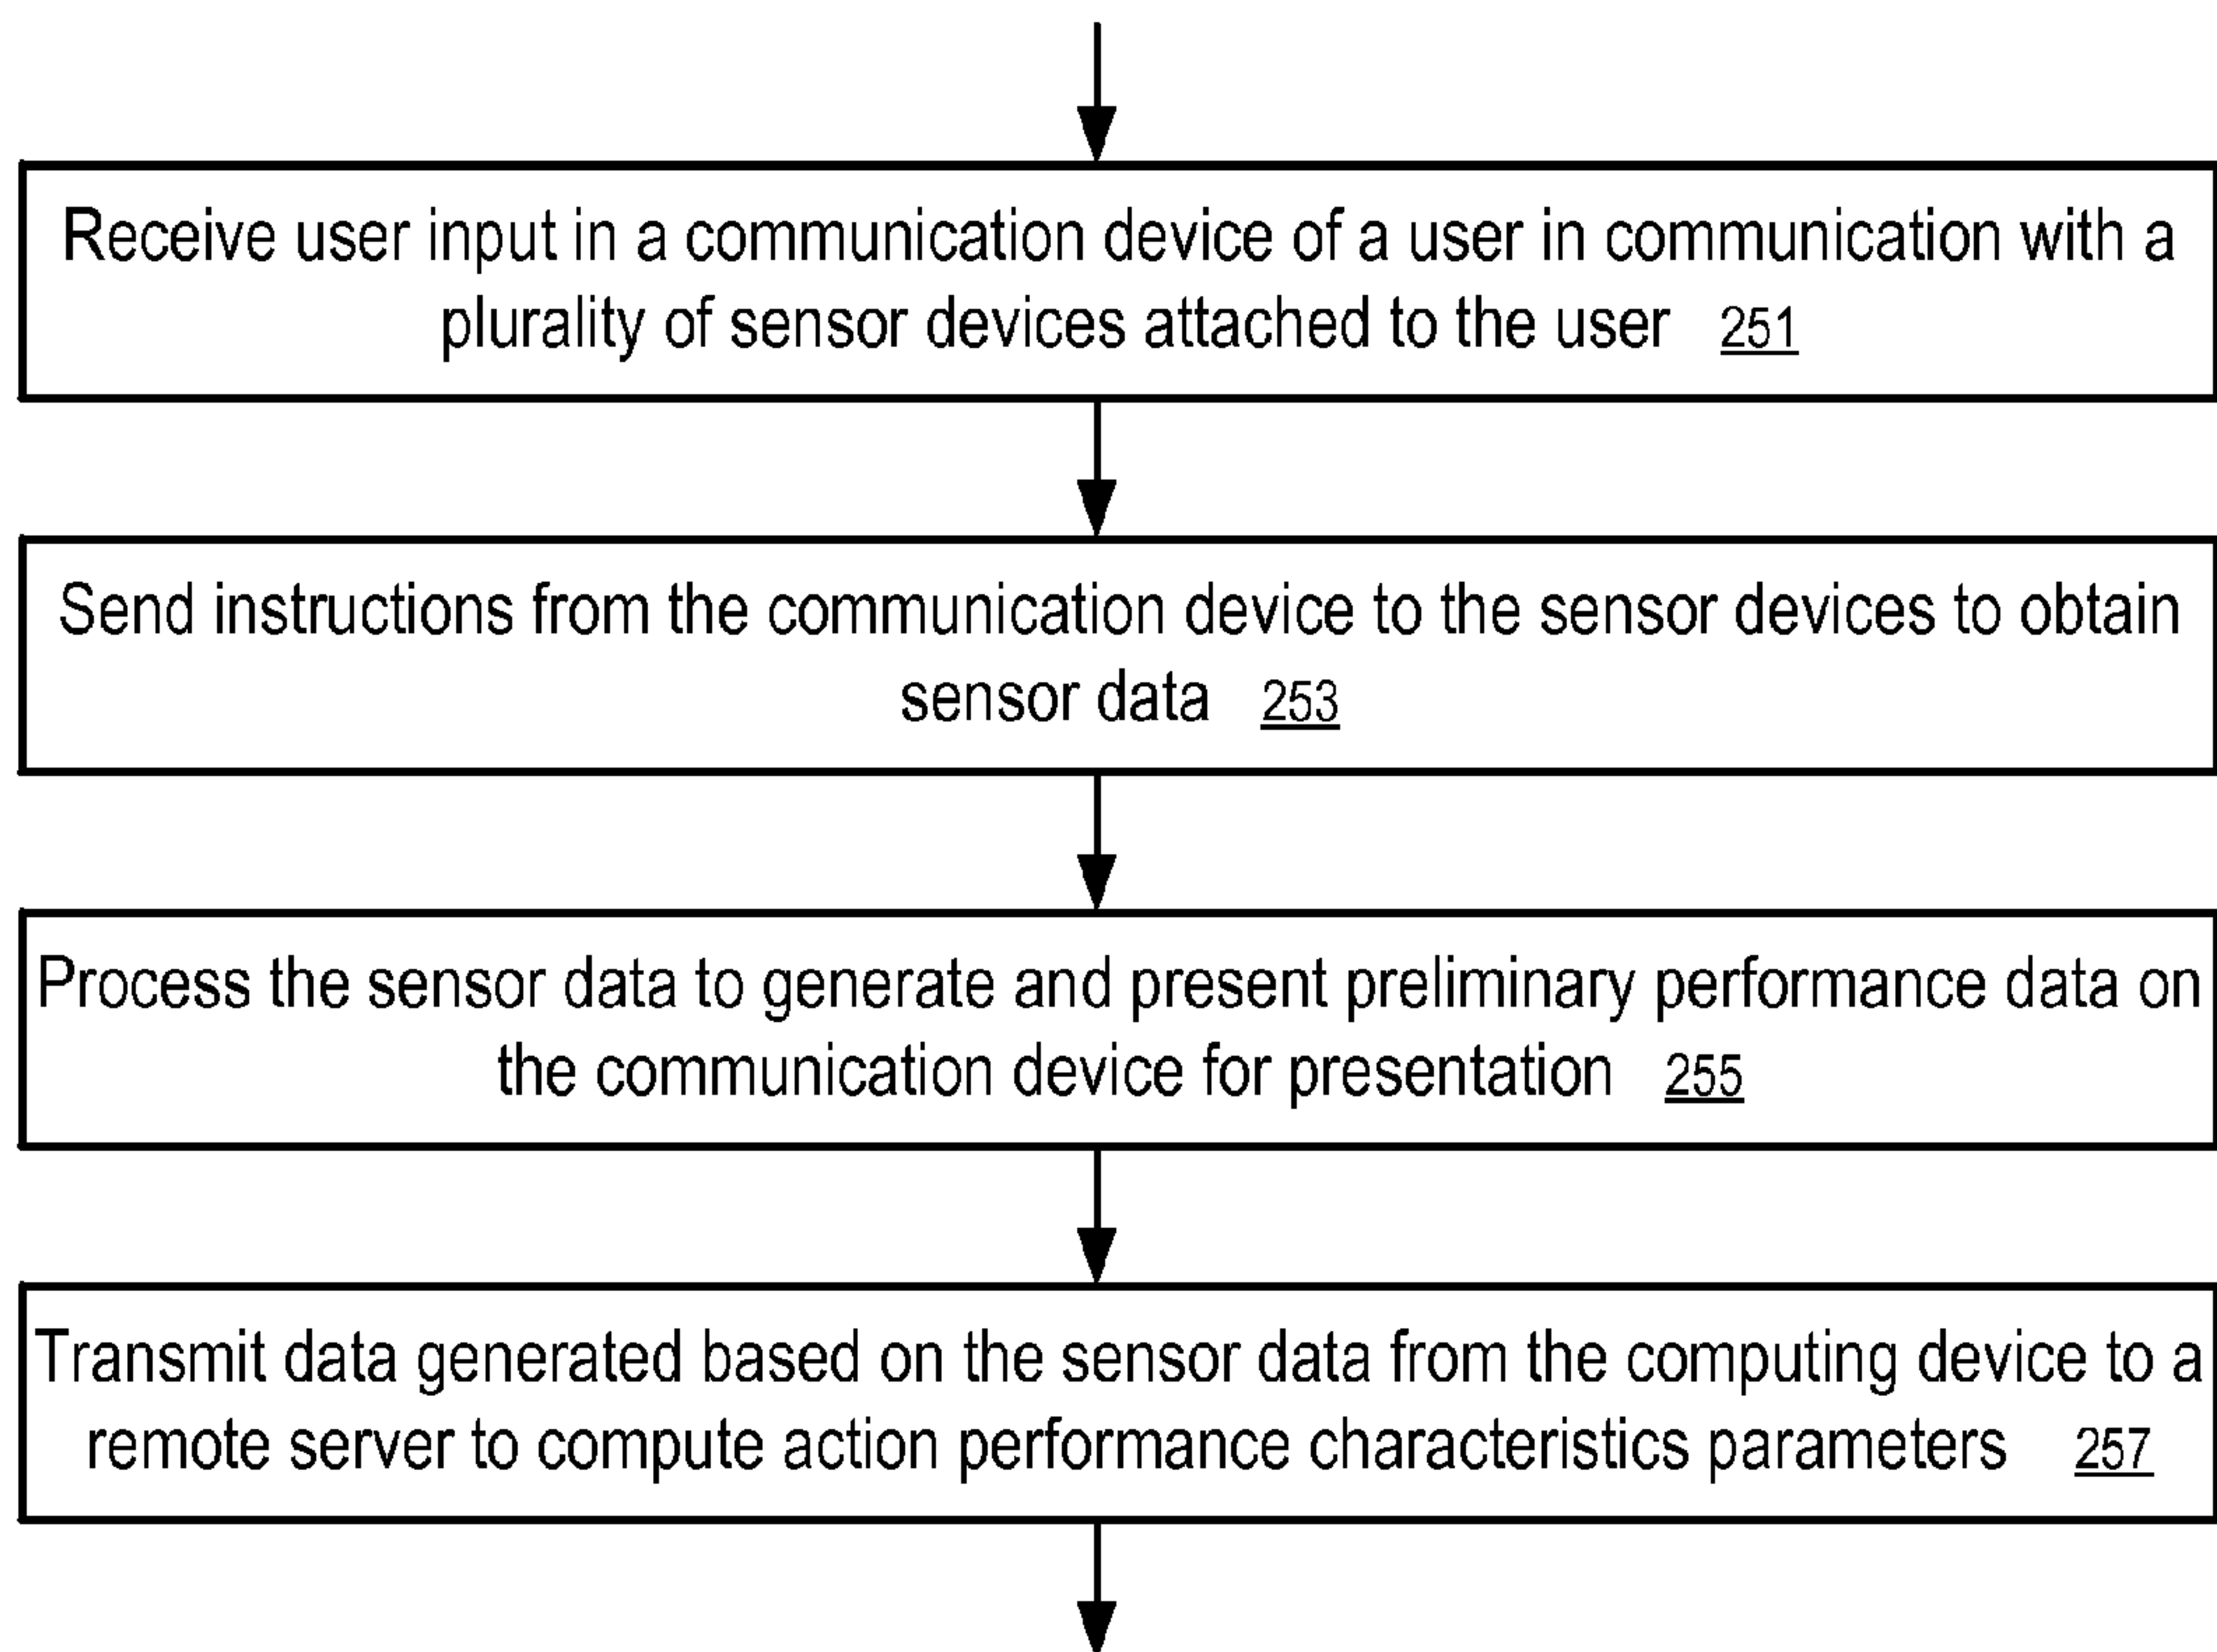 Receive user input in a communication device of a user in communication with a
plurality of sensor devices attached to the user 251
Send instructions from the communication device to the sensor devices to obtain
sensor data 253
Process the sensor data to generate and present preliminary performance data on
the communication device for presentation 255
Transmit data generated based on the sensor data from the computing device to a
remote server to compute action performance characteristics parameters 257